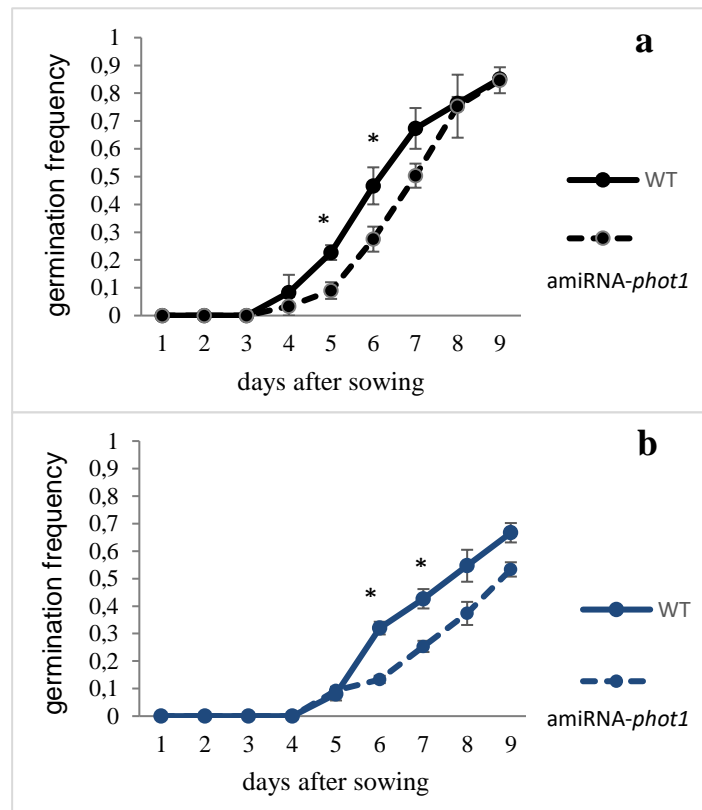 a
1
0,9
0,8
0,7
0,6
0,5
0,4
0,3
0,2
0,1
0
germination frequency
*
*
1 2 3 4 5 6 7 8 9
days after sowing
WT
amiRNA-phot1
b
1
0,9
0,8
0,7
0,6
0,5
0,4
0,3
0,2
0,1
0
germination frequency
*
*
1 2 3 4 5 6 7 8 9
days after sowing
WT
amiRNA-phot1